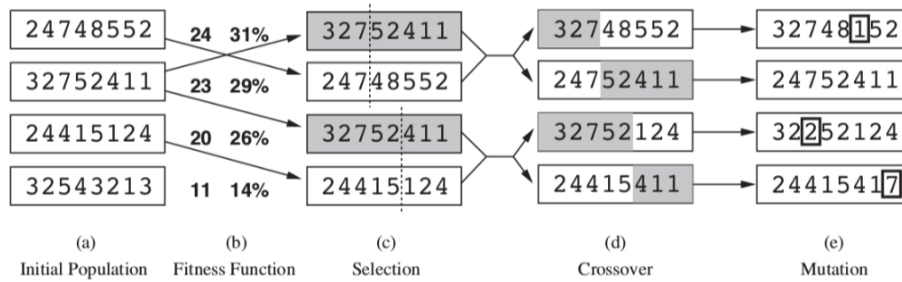 24748552 24 31% 32752411 32748552 32748152
32752411 23 29% 24748552 24752411 24752411
24415124 20 26% 32752411 32752124 32252124
32543213 11 14% 24415124 24415411 24415417
(a) (b) (c) (d) (e)
Initial Population Fitness Function Selection Crossover Mutation